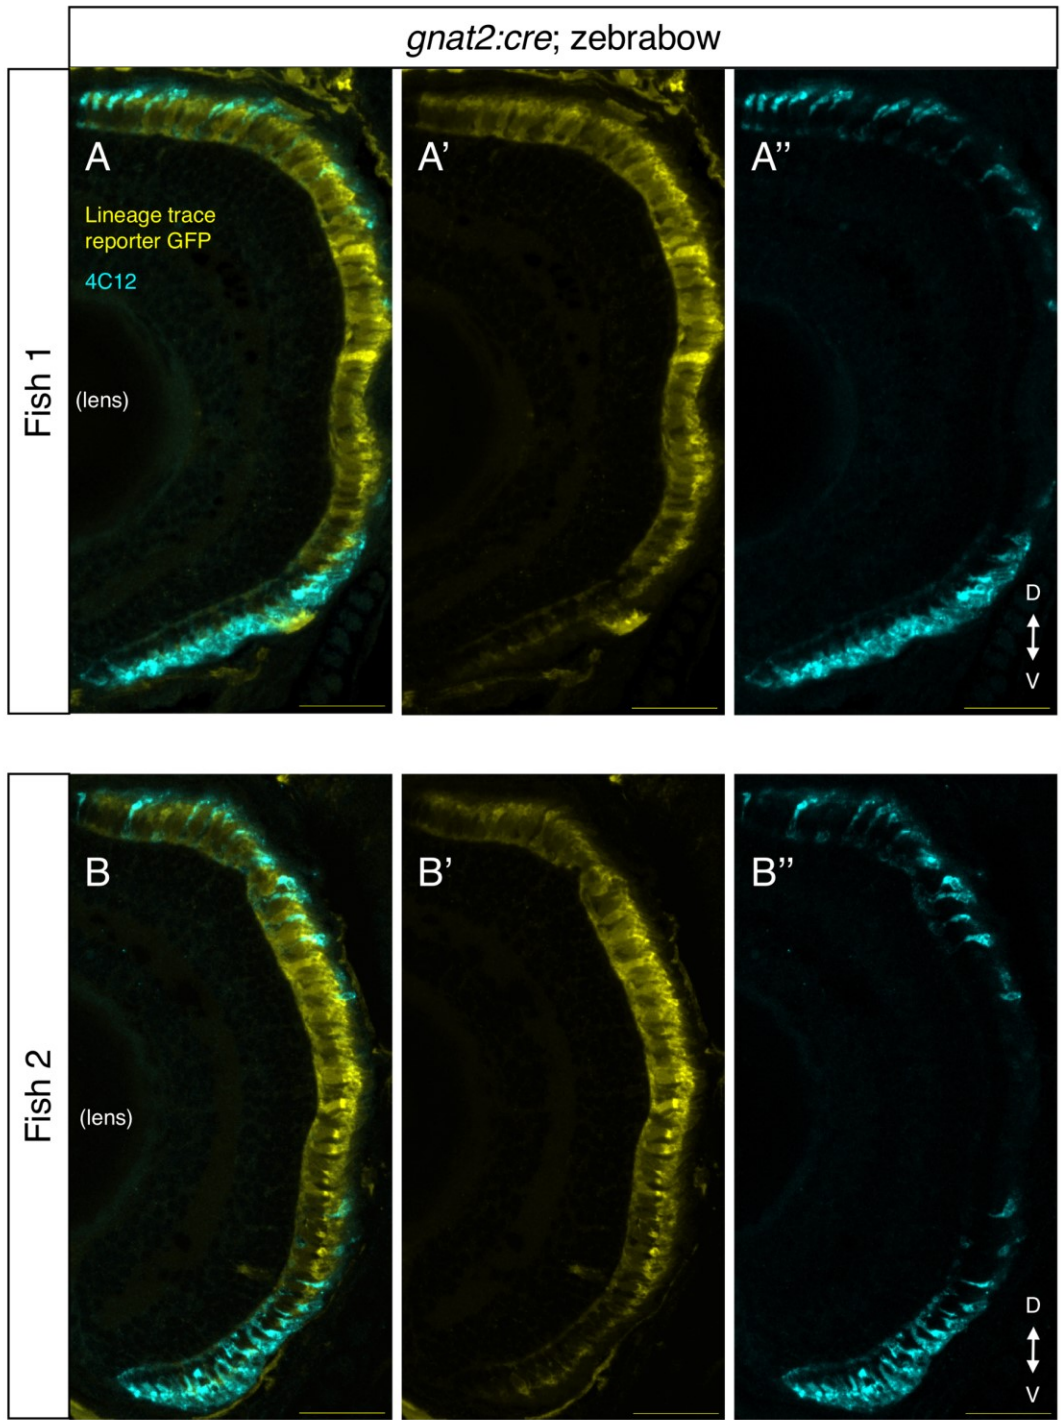 gnat2:cre; zebrabow
Fish 1
A
Lineage trace
reporter GFP
4C12
(lens)
A’
A’’
D
V
Fish 2
B
(lens)
B’
B’’
D
V